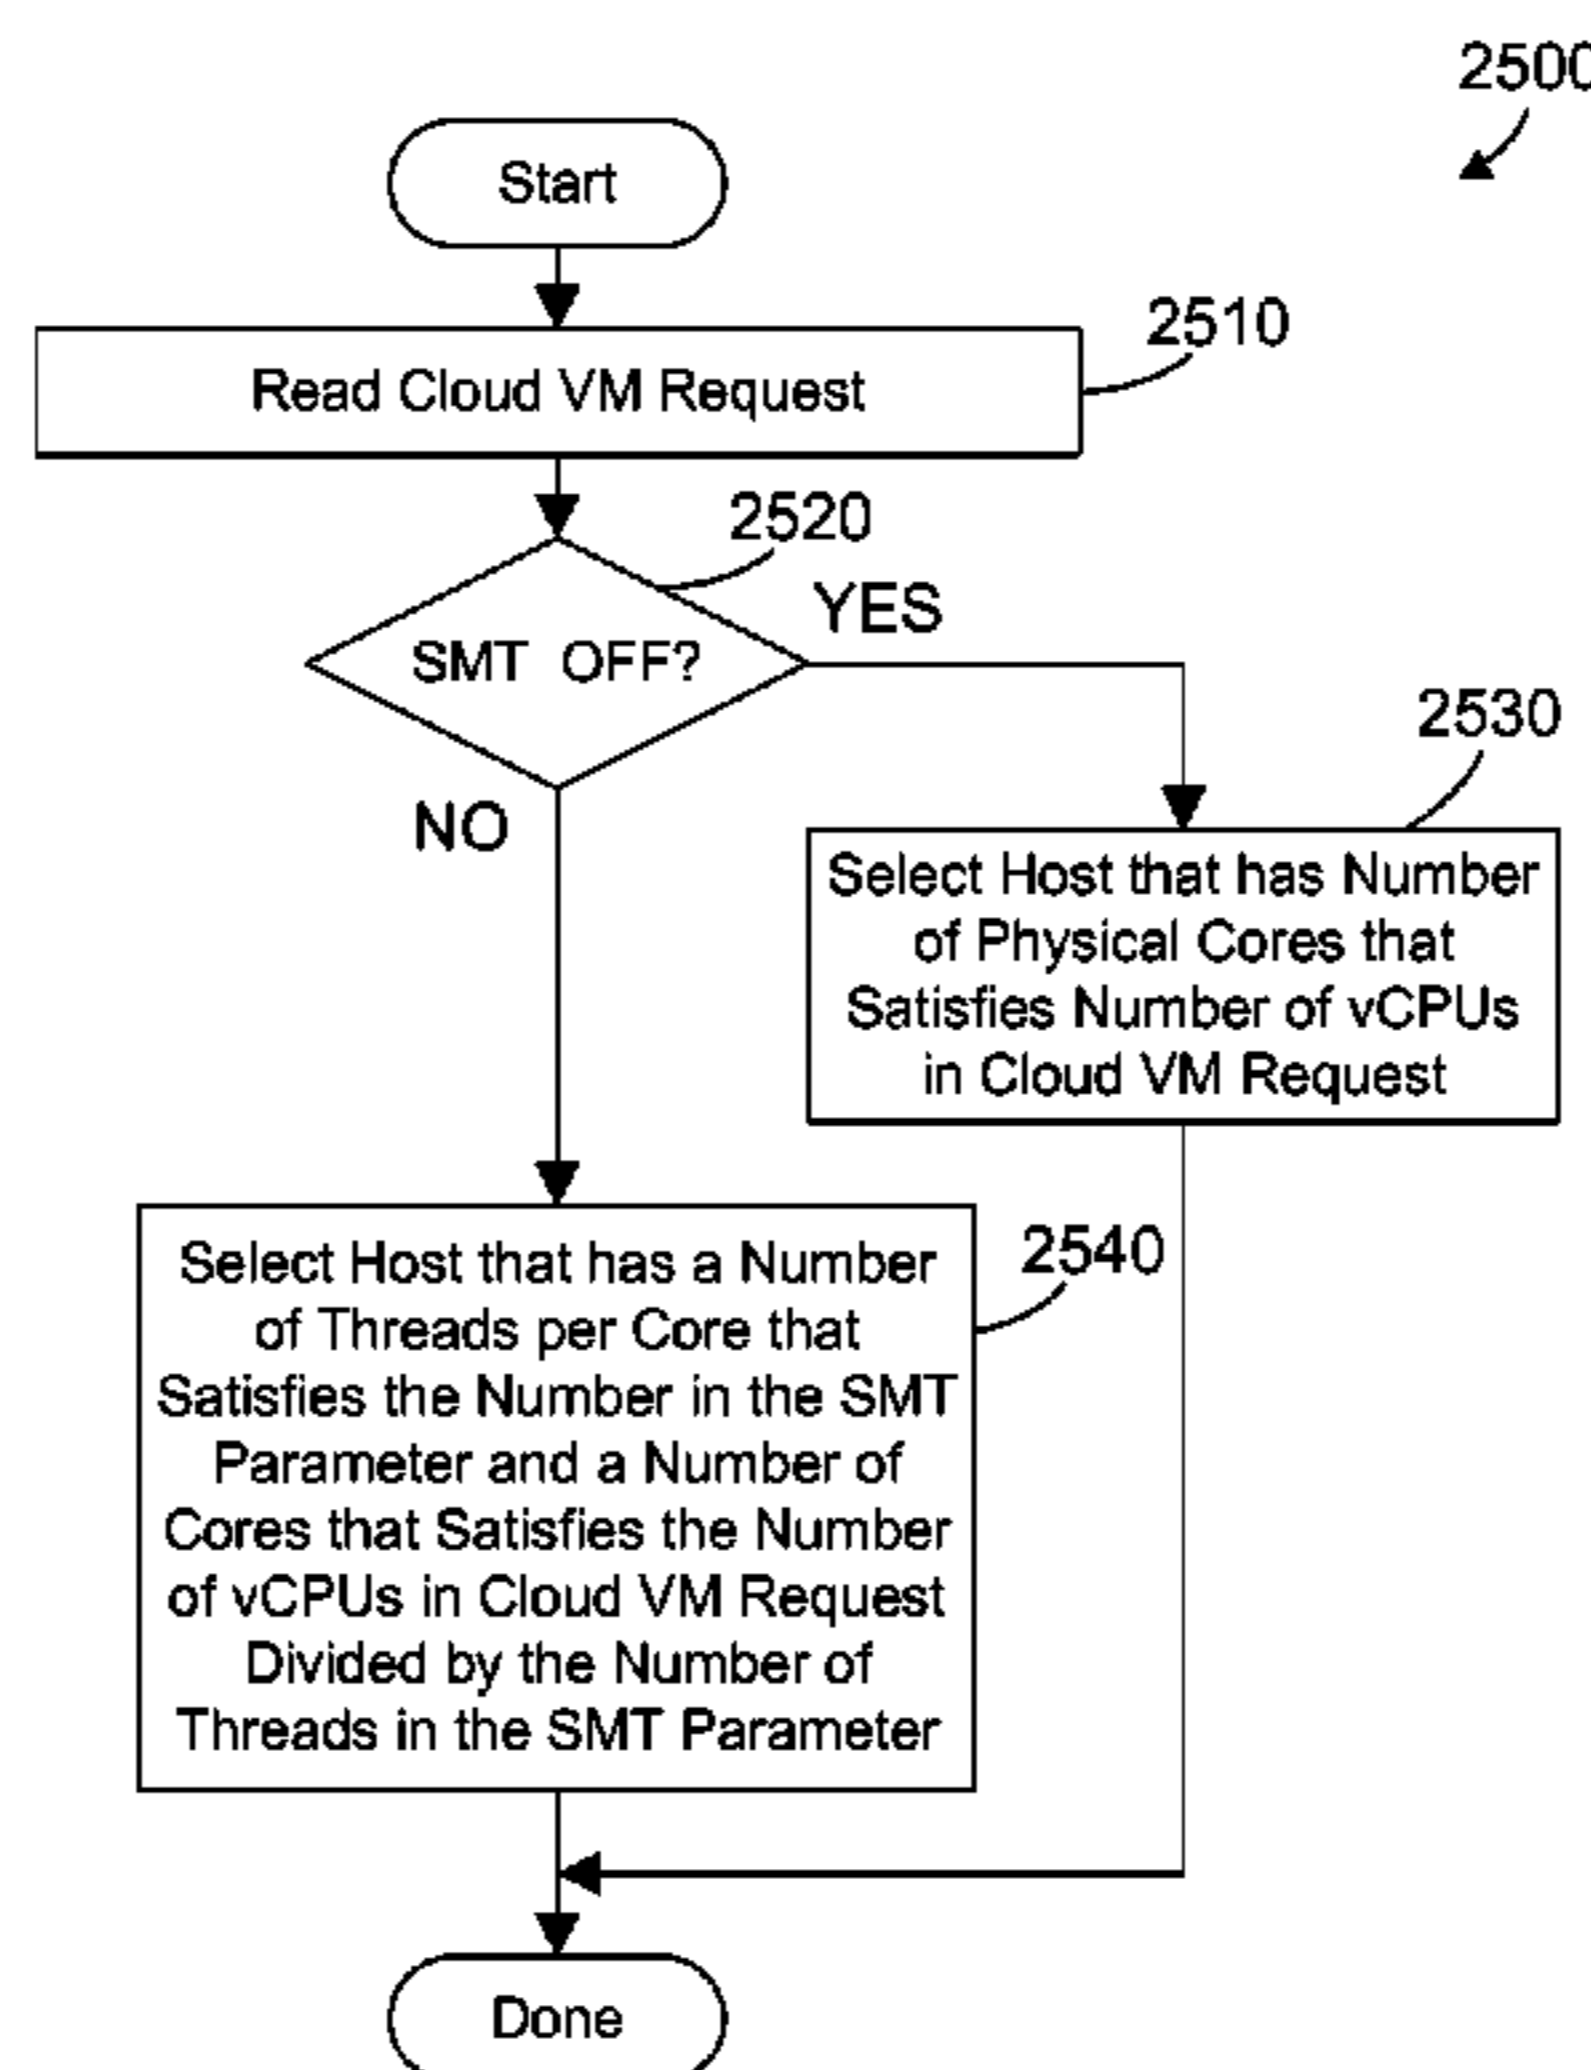 2500
Start
2510
Read Cloud VM Request
2520
YES
SMT OFF?
2530
NO
Select Host that has Number
of Physical Cores that
Satisfies Number of vCPUs
in Cloud VM Request
2540
Select Host that has a Number
of Threads per Core that
Satisfies the Number in the SMT
Parameter and a Number of
Cores that Satisfies the Number
of vCPUs in Cloud VM Request
Divided by the Number of
Threads in the SMT Parameter
Done